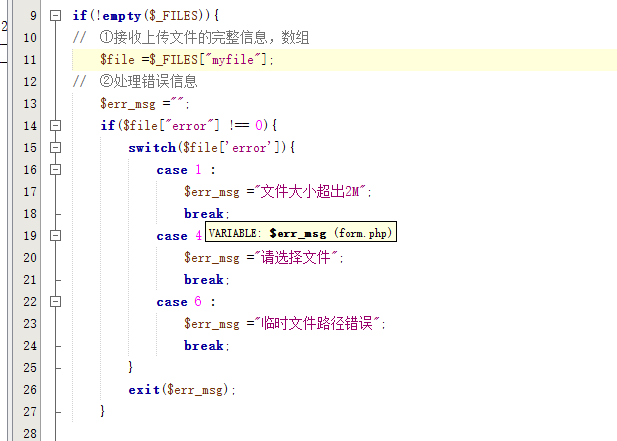 2
9 if(!empty($_FILES)){
10 // ①接收上传文件的完整信息，数组
11 $file =$_FILES["myfile"];
12 // ②处理错误信息
13 $err_msg ="";
14 if($file["error"] !== 0){
15 switch($file['error']){
16 case 1 :
17 $err_msg ="文件大小超出2M";
18 break;
19 case 4
VARIABLE: $err_msg (form.php)
20 $err_msg ="请选择文件";
21 break;
22 case 6 :
23 $err_msg ="临时文件路径错误";
24 break;
25 }
26 exit($err_msg);
27 }
28